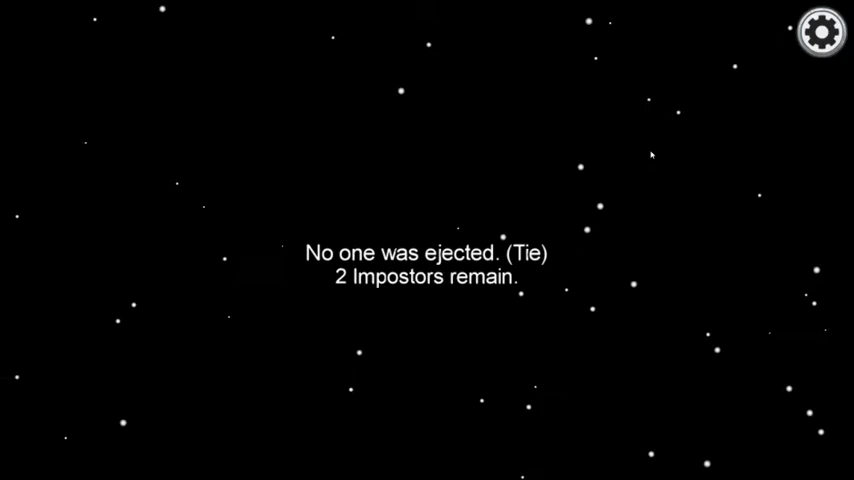 No one was ejected. (Tie)
2 Impostors remain.